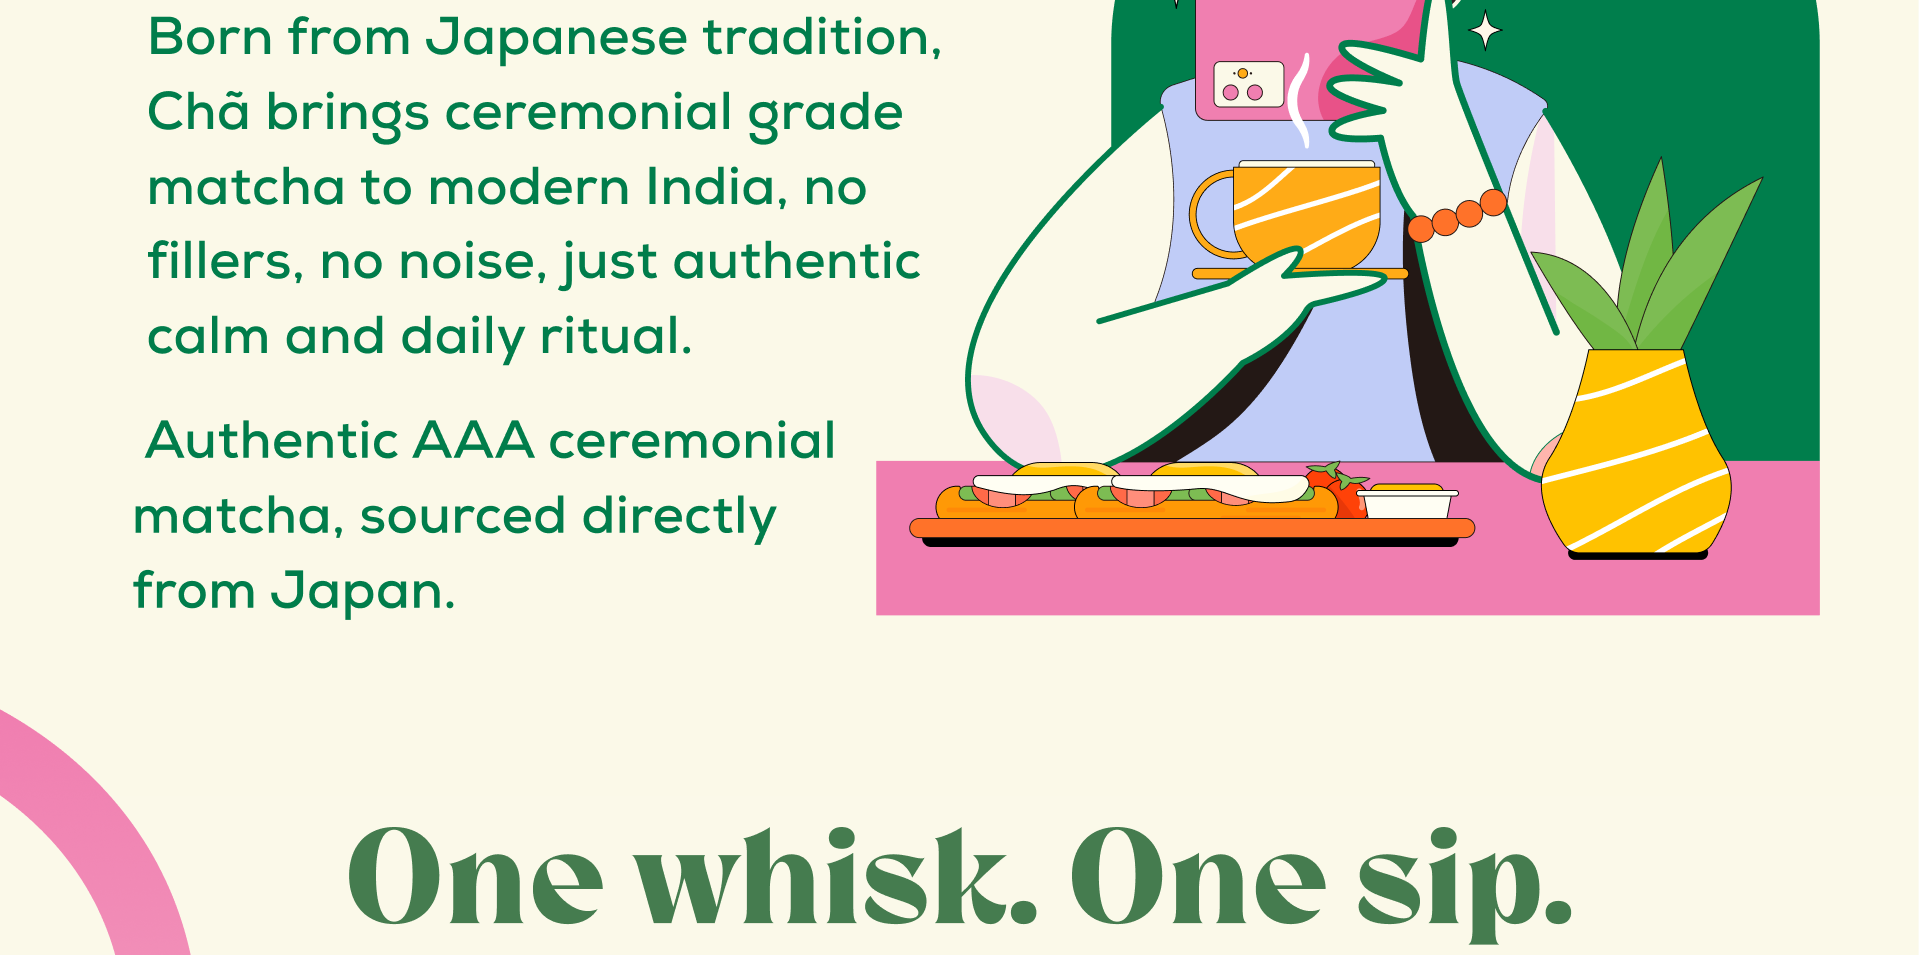 Born from Japanese tradition,
Chã brings ceremonial grade
matcha to modern India, no
fillers, no noise, just authentic
calm and daily ritual.
Authentic AAA ceremonial
matcha, sourced directly
from Japan.
One whisk. One sip.